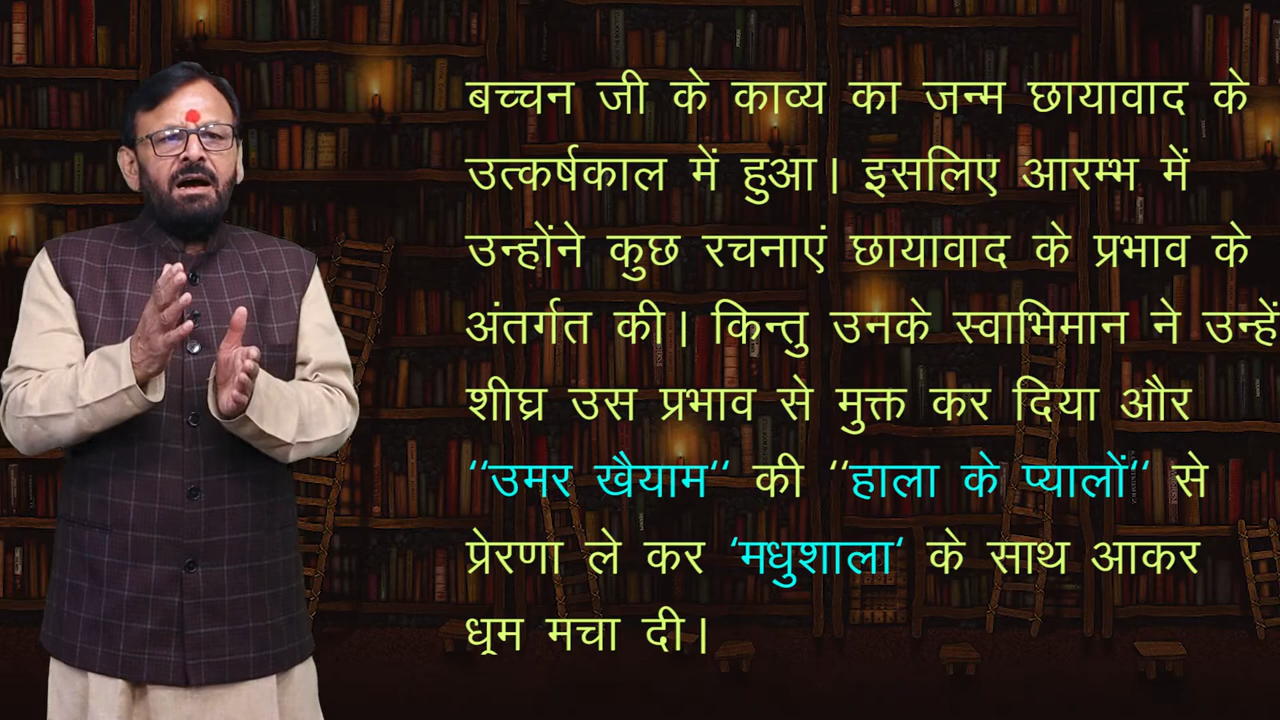 बच्चन जी के काव्य का जन्म छायावाद के
उत्कर्षकाल में हुआ। इसलिए आरम्भ में
उन्होंने कुछ रचनाएं छायावाद के प्रभाव के
अंतर्गत की। किन्तु उनके स्वाभिमान ने उन्हें
शीघ्र उस प्रभाव से मुक्त कर दिया और
‘‘उमर खैयाम‘‘ की ‘‘हाला के प्यालों’’ से
प्रेरणा ले कर ‘मधुशाला‘ के साथ आकर
धूम मचा दी।